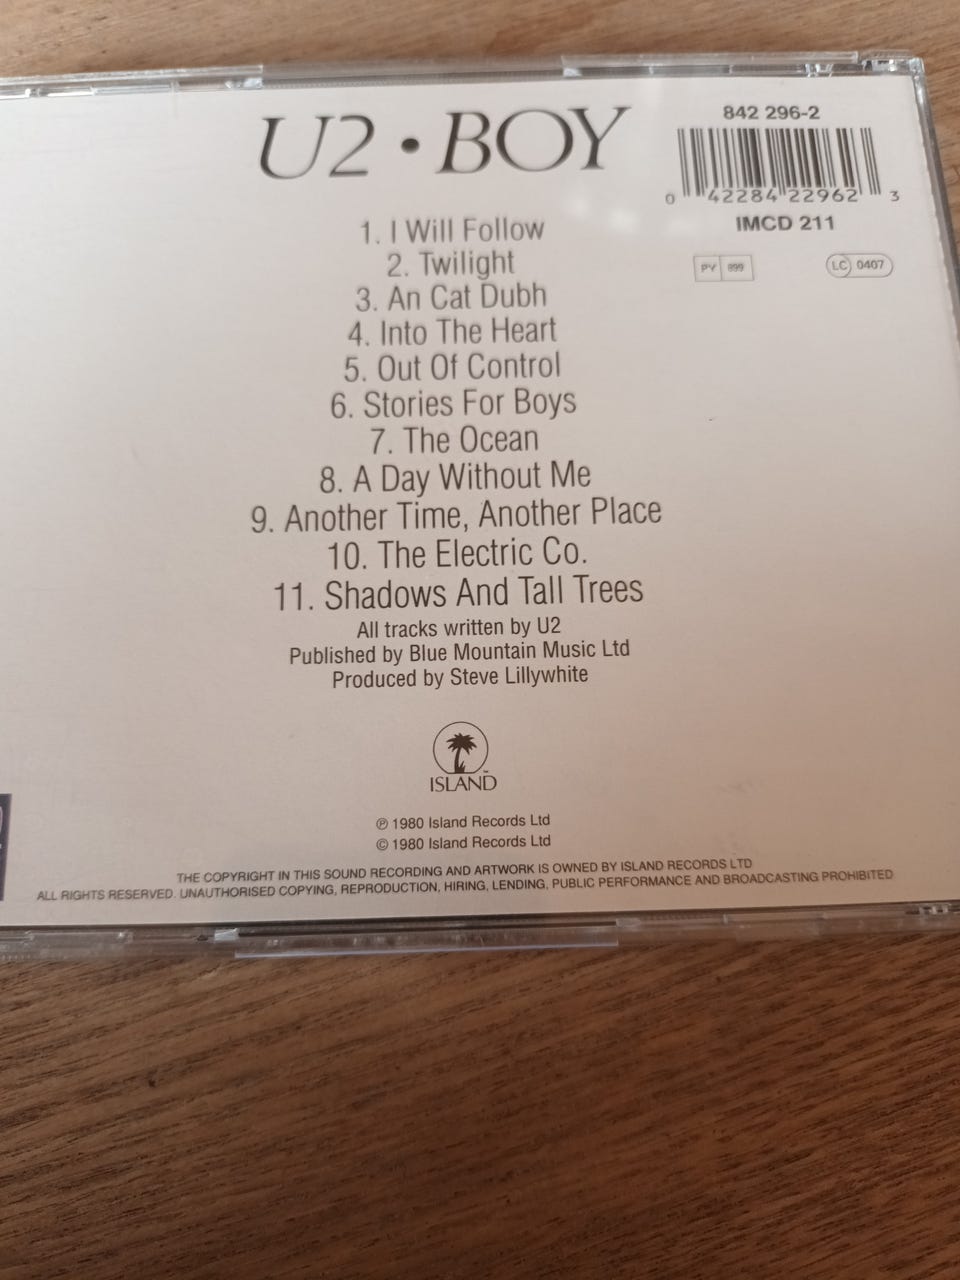 U2 • BOY
842 296-2
0 42284 22962 3
IMCD 211
PY 899
LC 0407
1. I Will Follow
2. Twilight
3. An Cat Dubh
4. Into The Heart
5. Out Of Control
6. Stories For Boys
7. The Ocean
8. A Day Without Me
9. Another Time, Another Place
10. The Electric Co.
11. Shadows And Tall Trees
All tracks written by U2
Published by Blue Mountain Music Ltd
Produced by Steve Lillywhite
ISLAND™
℗ 1980 Island Records Ltd
© 1980 Island Records Ltd
THE COPYRIGHT IN THIS SOUND RECORDING AND ARTWORK IS OWNED BY ISLAND RECORDS LTD
ALL RIGHTS RESERVED. UNAUTHORISED COPYING, REPRODUCTION, HIRING, LENDING, PUBLIC PERFORMANCE AND BROADCASTING PROHIBITED